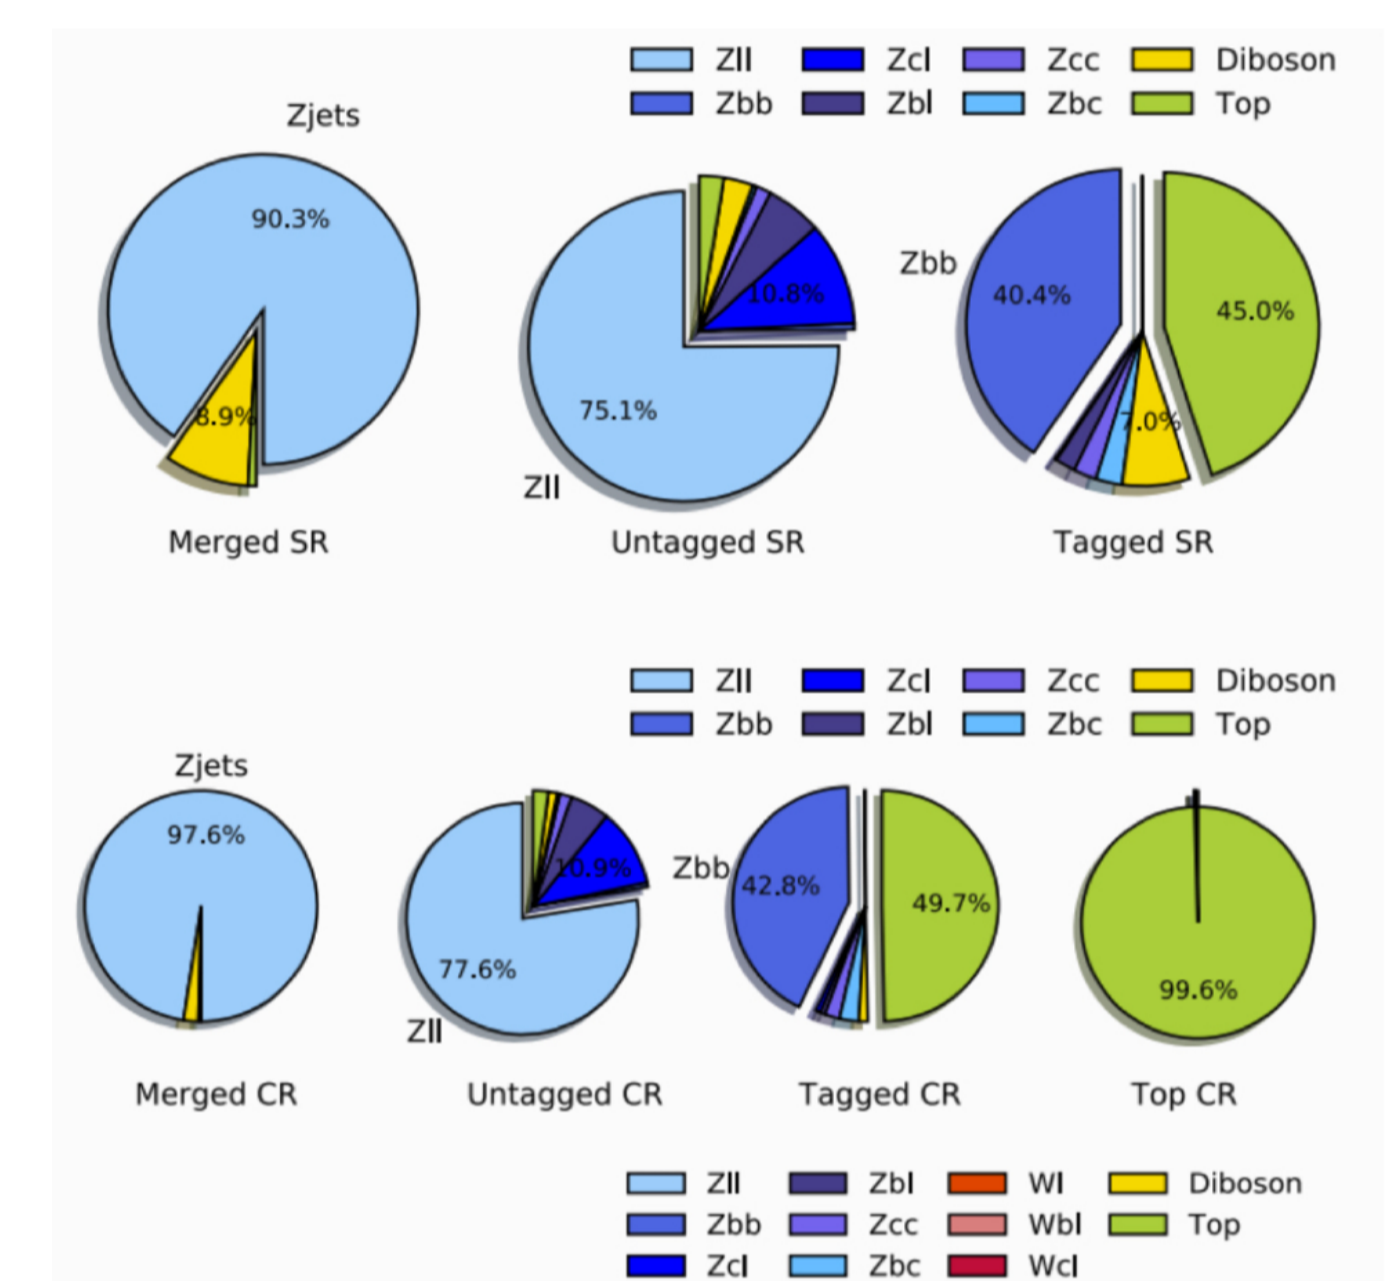 Zll Zcl Zcc Diboson
Zbb Zbl Zbc Top
Zjets
90.3%
8.9%
Merged SR
10.8%
75.1%
Zll
Untagged SR
Zbb
40.4%
45.0%
7.0%
Tagged SR
Zll Zcl Zcc Diboson
Zbb Zbl Zbc Top
Zjets
97.6%
Merged CR
10.9%
77.6%
Zll
Untagged CR
Zbb
42.8%
49.7%
Tagged CR
99.6%
Top CR
Zll Zbl Wl Diboson
Zbb Zcc Wbl Top
Zcl Zbc Wcl